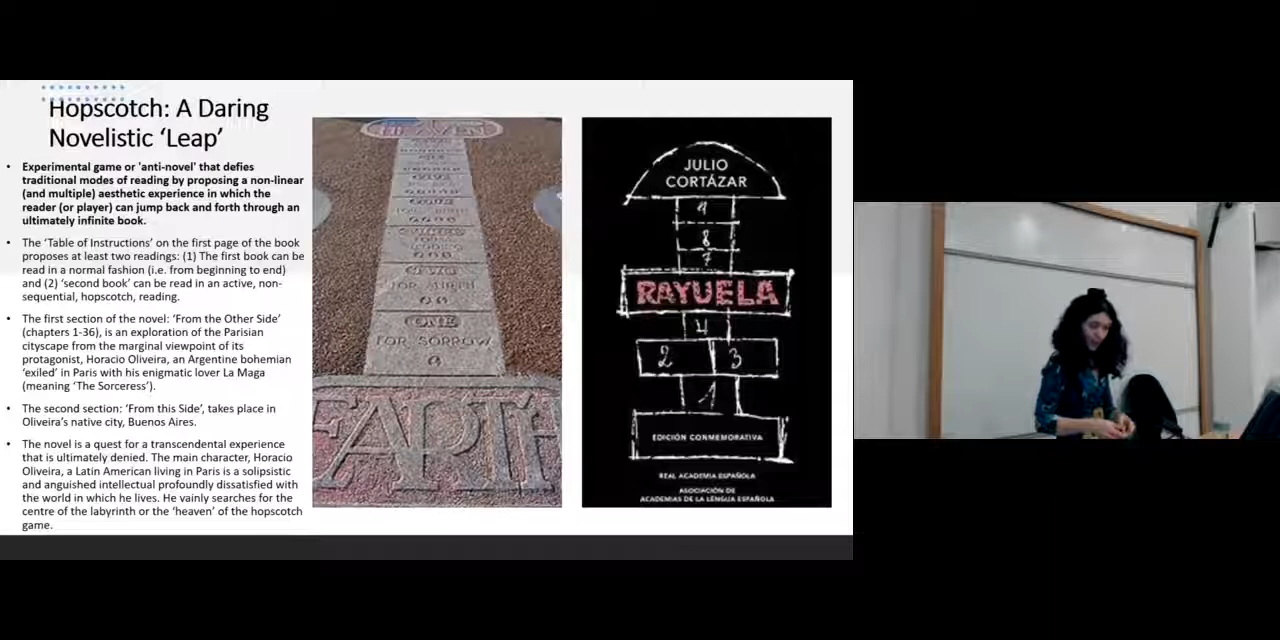 Hopscotch: A Daring
Novelistic ‘Leap’
• Experimental game or 'anti-novel' that defies
traditional modes of reading by proposing a non-linear
(and multiple) aesthetic experience in which the
reader (or player) can jump back and forth through an
ultimately infinite book.
• The ‘Table of Instructions’ on the first page of the book
proposes at least two readings: (1) The first book can be
read in a normal fashion (i.e. from beginning to end)
and (2) ‘second book’ can be read in an active, non-
sequential, hopscotch, reading.
• The first section of the novel: ‘From the Other Side’
(chapters 1-36), is an exploration of the Parisian
cityscape from the marginal viewpoint of its
protagonist, Horacio Oliveira, an Argentine bohemian
‘exiled’ in Paris with his enigmatic lover La Maga
(meaning ‘The Sorceress’).
• The second section: ‘From this Side’, takes place in
Oliveira’s native city, Buenos Aires.
• The novel is a quest for a transcendental experience
that is ultimately denied. The main character, Horacio
Oliveira, a Latin American living in Paris is a solipsistic
and anguished intellectual profoundly dissatisfied with
the world in which he lives. He vainly searches for the
centre of the labyrinth or the ‘heaven’ of the hopscotch
game.
HEAVEN
TWO
FOR MIRTH
ONE
FOR SORROW
EARTH
JULIO
CORTÁZAR
9
8
7
RAYUELA
4
2 3
1
EDICIÓN CONMEMORATIVA
REAL ACADEMIA ESPAÑOLA
ASOCIACIÓN DE
ACADEMIAS DE LA LENGUA ESPAÑOLA